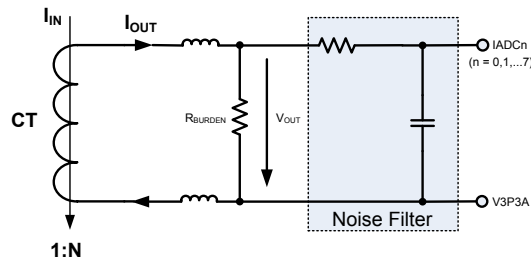 IIN
IOUT
IADCn
(n = 0,1,...7)
CT
RBURDEN
VOUT
V3P3A
Noise Filter
1:N